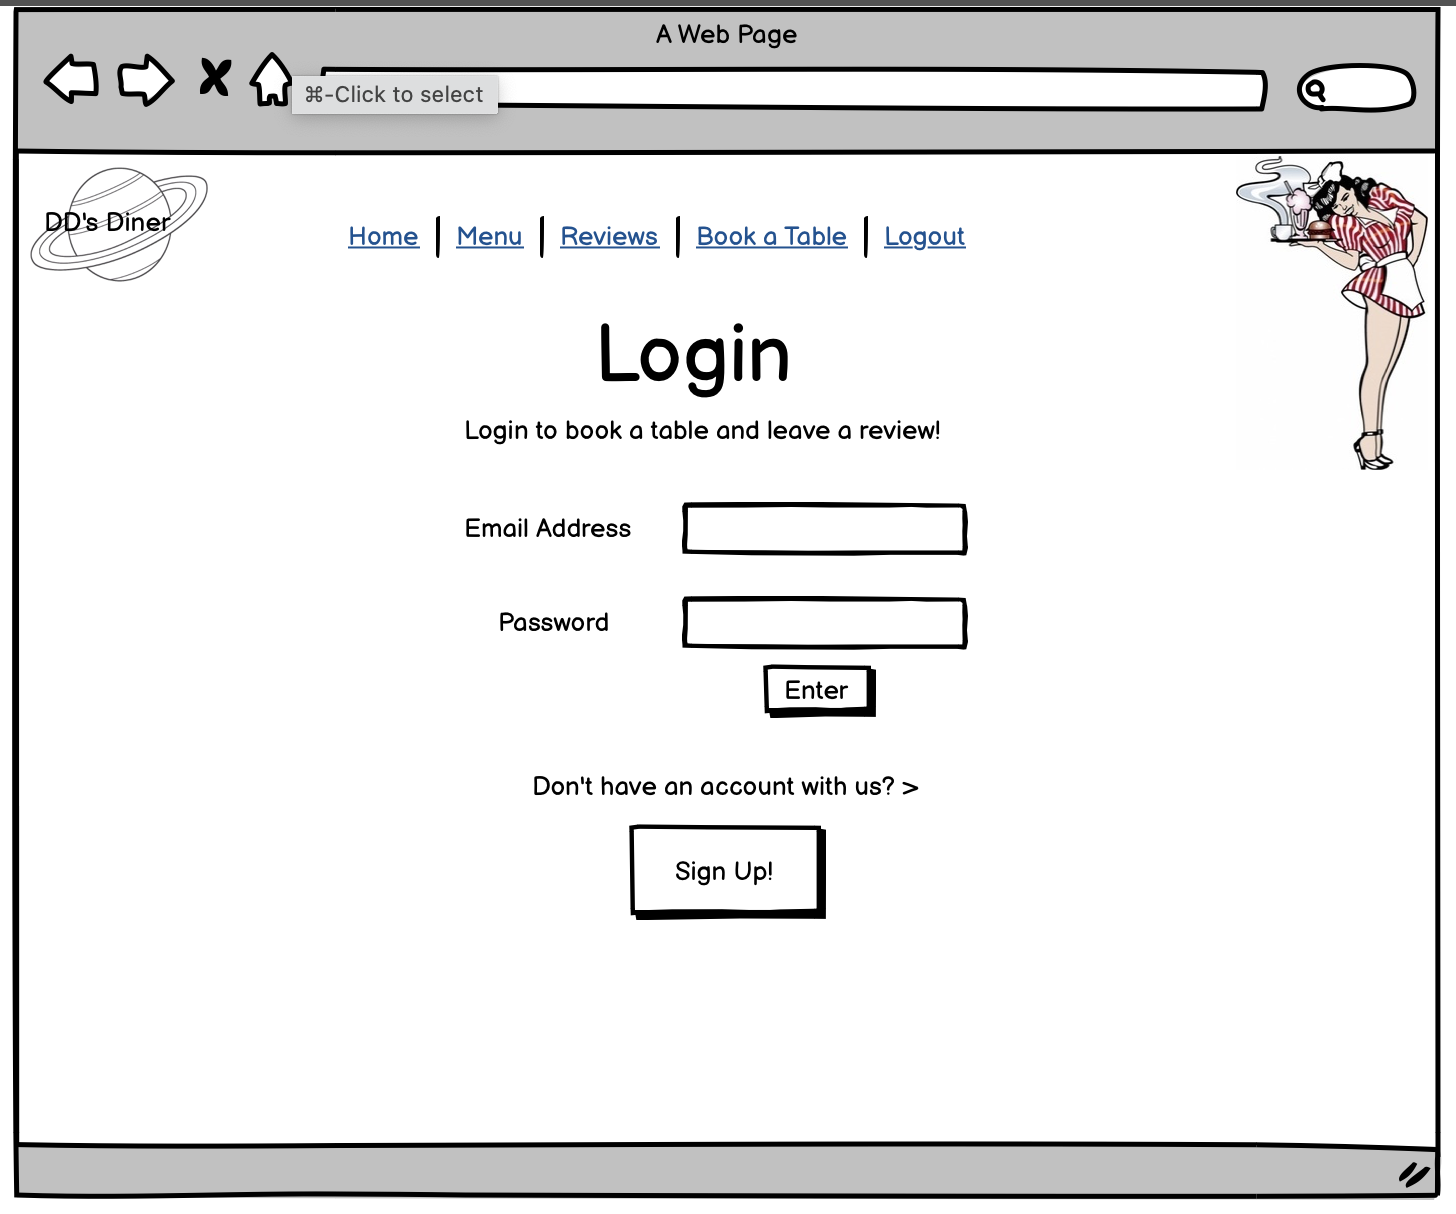 A Web Page
⌘-Click to select
DD's Diner
Home | Menu | Reviews | Book a Table | Logout
Login
Login to book a table and leave a review!
Email Address
Password
Enter
Don't have an account with us? >
Sign Up!